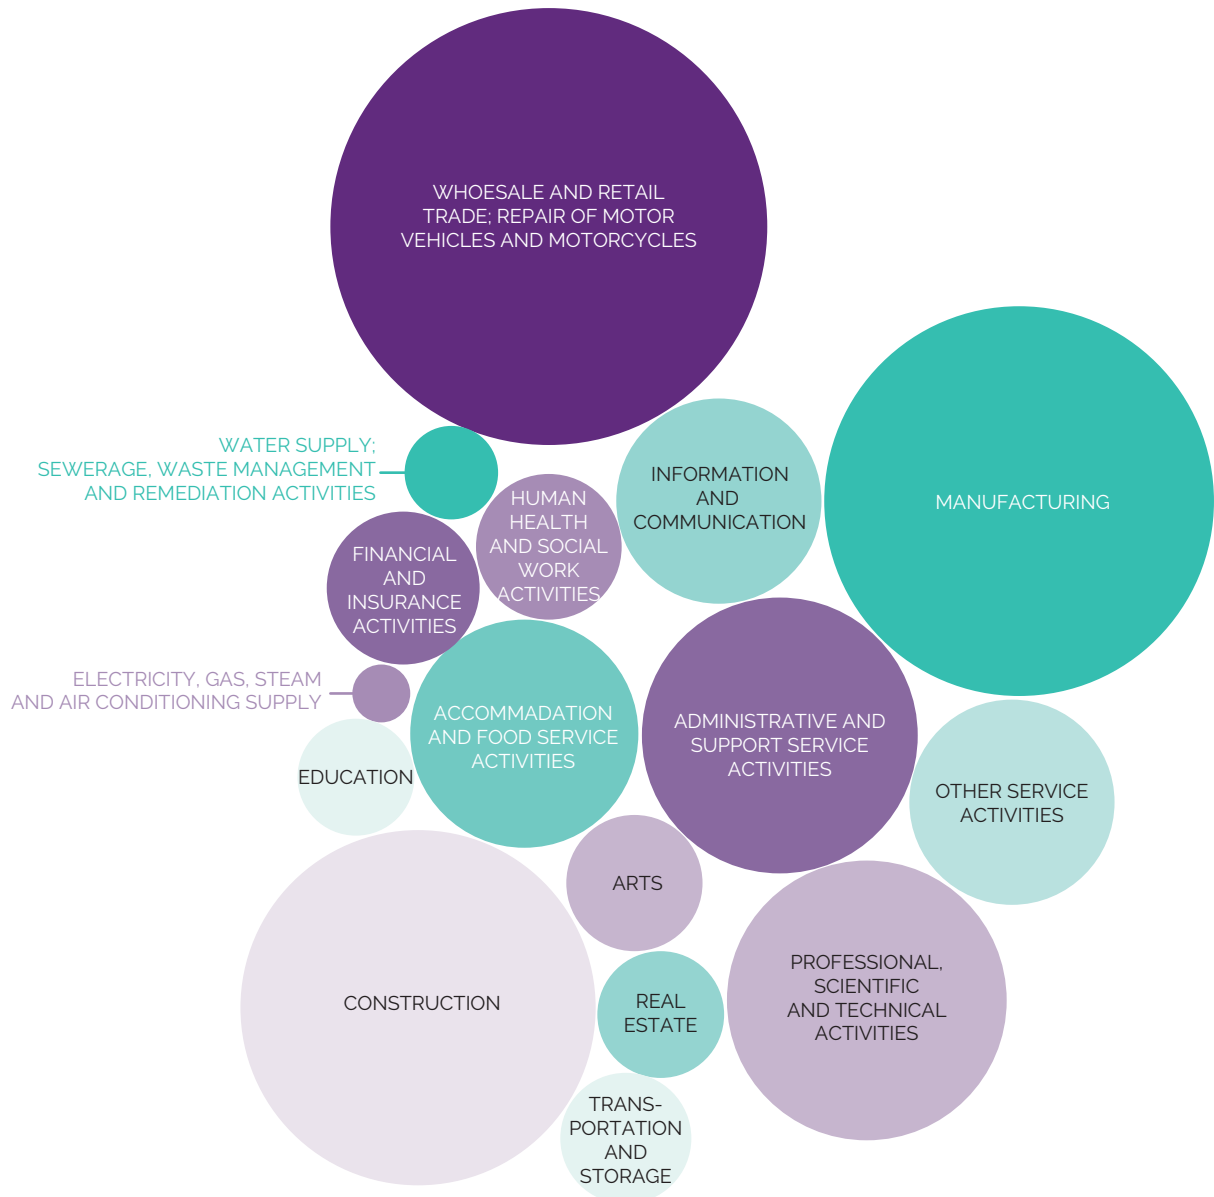 WHOESALE AND RETAIL
TRADE; REPAIR OF MOTOR
VEHICLES AND MOTORCYCLES
WATER SUPPLY;
SEWERAGE, WASTE MANAGEMENT
AND REMEDIATION ACTIVITIES
INFORMATION
AND
COMMUNICATION
MANUFACTURING
HUMAN
HEALTH
AND SOCIAL
WORK
ACTIVITIES
FINANCIAL
AND
INSURANCE
ACTIVITIES
ELECTRICITY, GAS, STEAM
AND AIR CONDITIONING SUPPLY
ACCOMMADATION
AND FOOD SERVICE
ACTIVITIES
ADMINISTRATIVE AND
SUPPORT SERVICE
ACTIVITIES
EDUCATION
OTHER SERVICE
ACTIVITIES
ARTS
CONSTRUCTION
REAL
ESTATE
PROFESSIONAL,
SCIENTIFIC
AND TECHNICAL
ACTIVITIES
TRANS-
PORTATION
AND
STORAGE